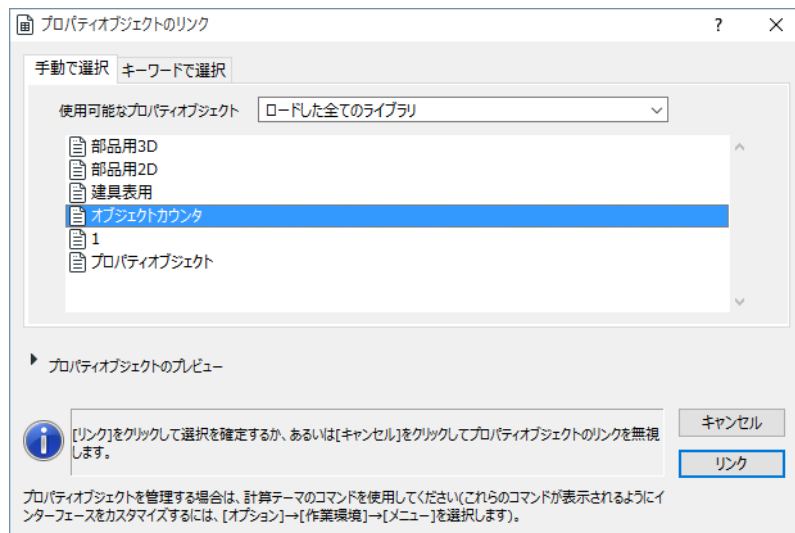 プロパティオブジェクトのリンク
手動で選択 キーワードで選択
使用可能なプロパティオブジェクト ロードした全てのライブラリ
部品用3D
部品用2D
建具表用
オブジェクトカウンタ
1
プロパティオブジェクト
プロパティオブジェクトのプレビュー
[リンク]をクリックして選択を確定するか、あるいは[キャンセル]をクリックしてプロパティオブジェクトのリンクを無視
します。
キャンセル
リンク
プロパティオブジェクトを管理する場合は、計算テーマのコマンドを使用してください(これらのコマンドが表示されるようにイ
ンターフェースをカスタマイズするには、[オプション]→[作業環境]→[メニュー]を選択します)。